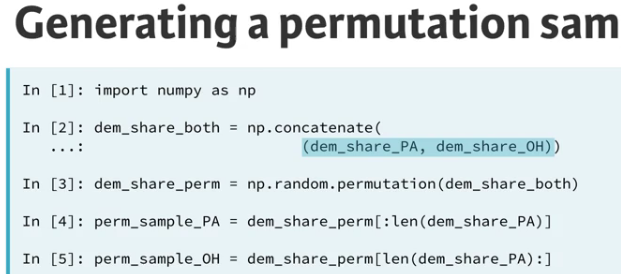 Generating a permutation sam
In [1]: import numpy as np
In [2]: dem_share_both = np.concatenate(
...: (dem_share_PA, dem_share_OH))
In [3]: dem_share_perm = np.random.permutation(dem_share_both)
In [4]: perm_sample_PA = dem_share_perm[:len(dem_share_PA)]
In [5]: perm_sample_OH = dem_share_perm[len(dem_share_PA):]